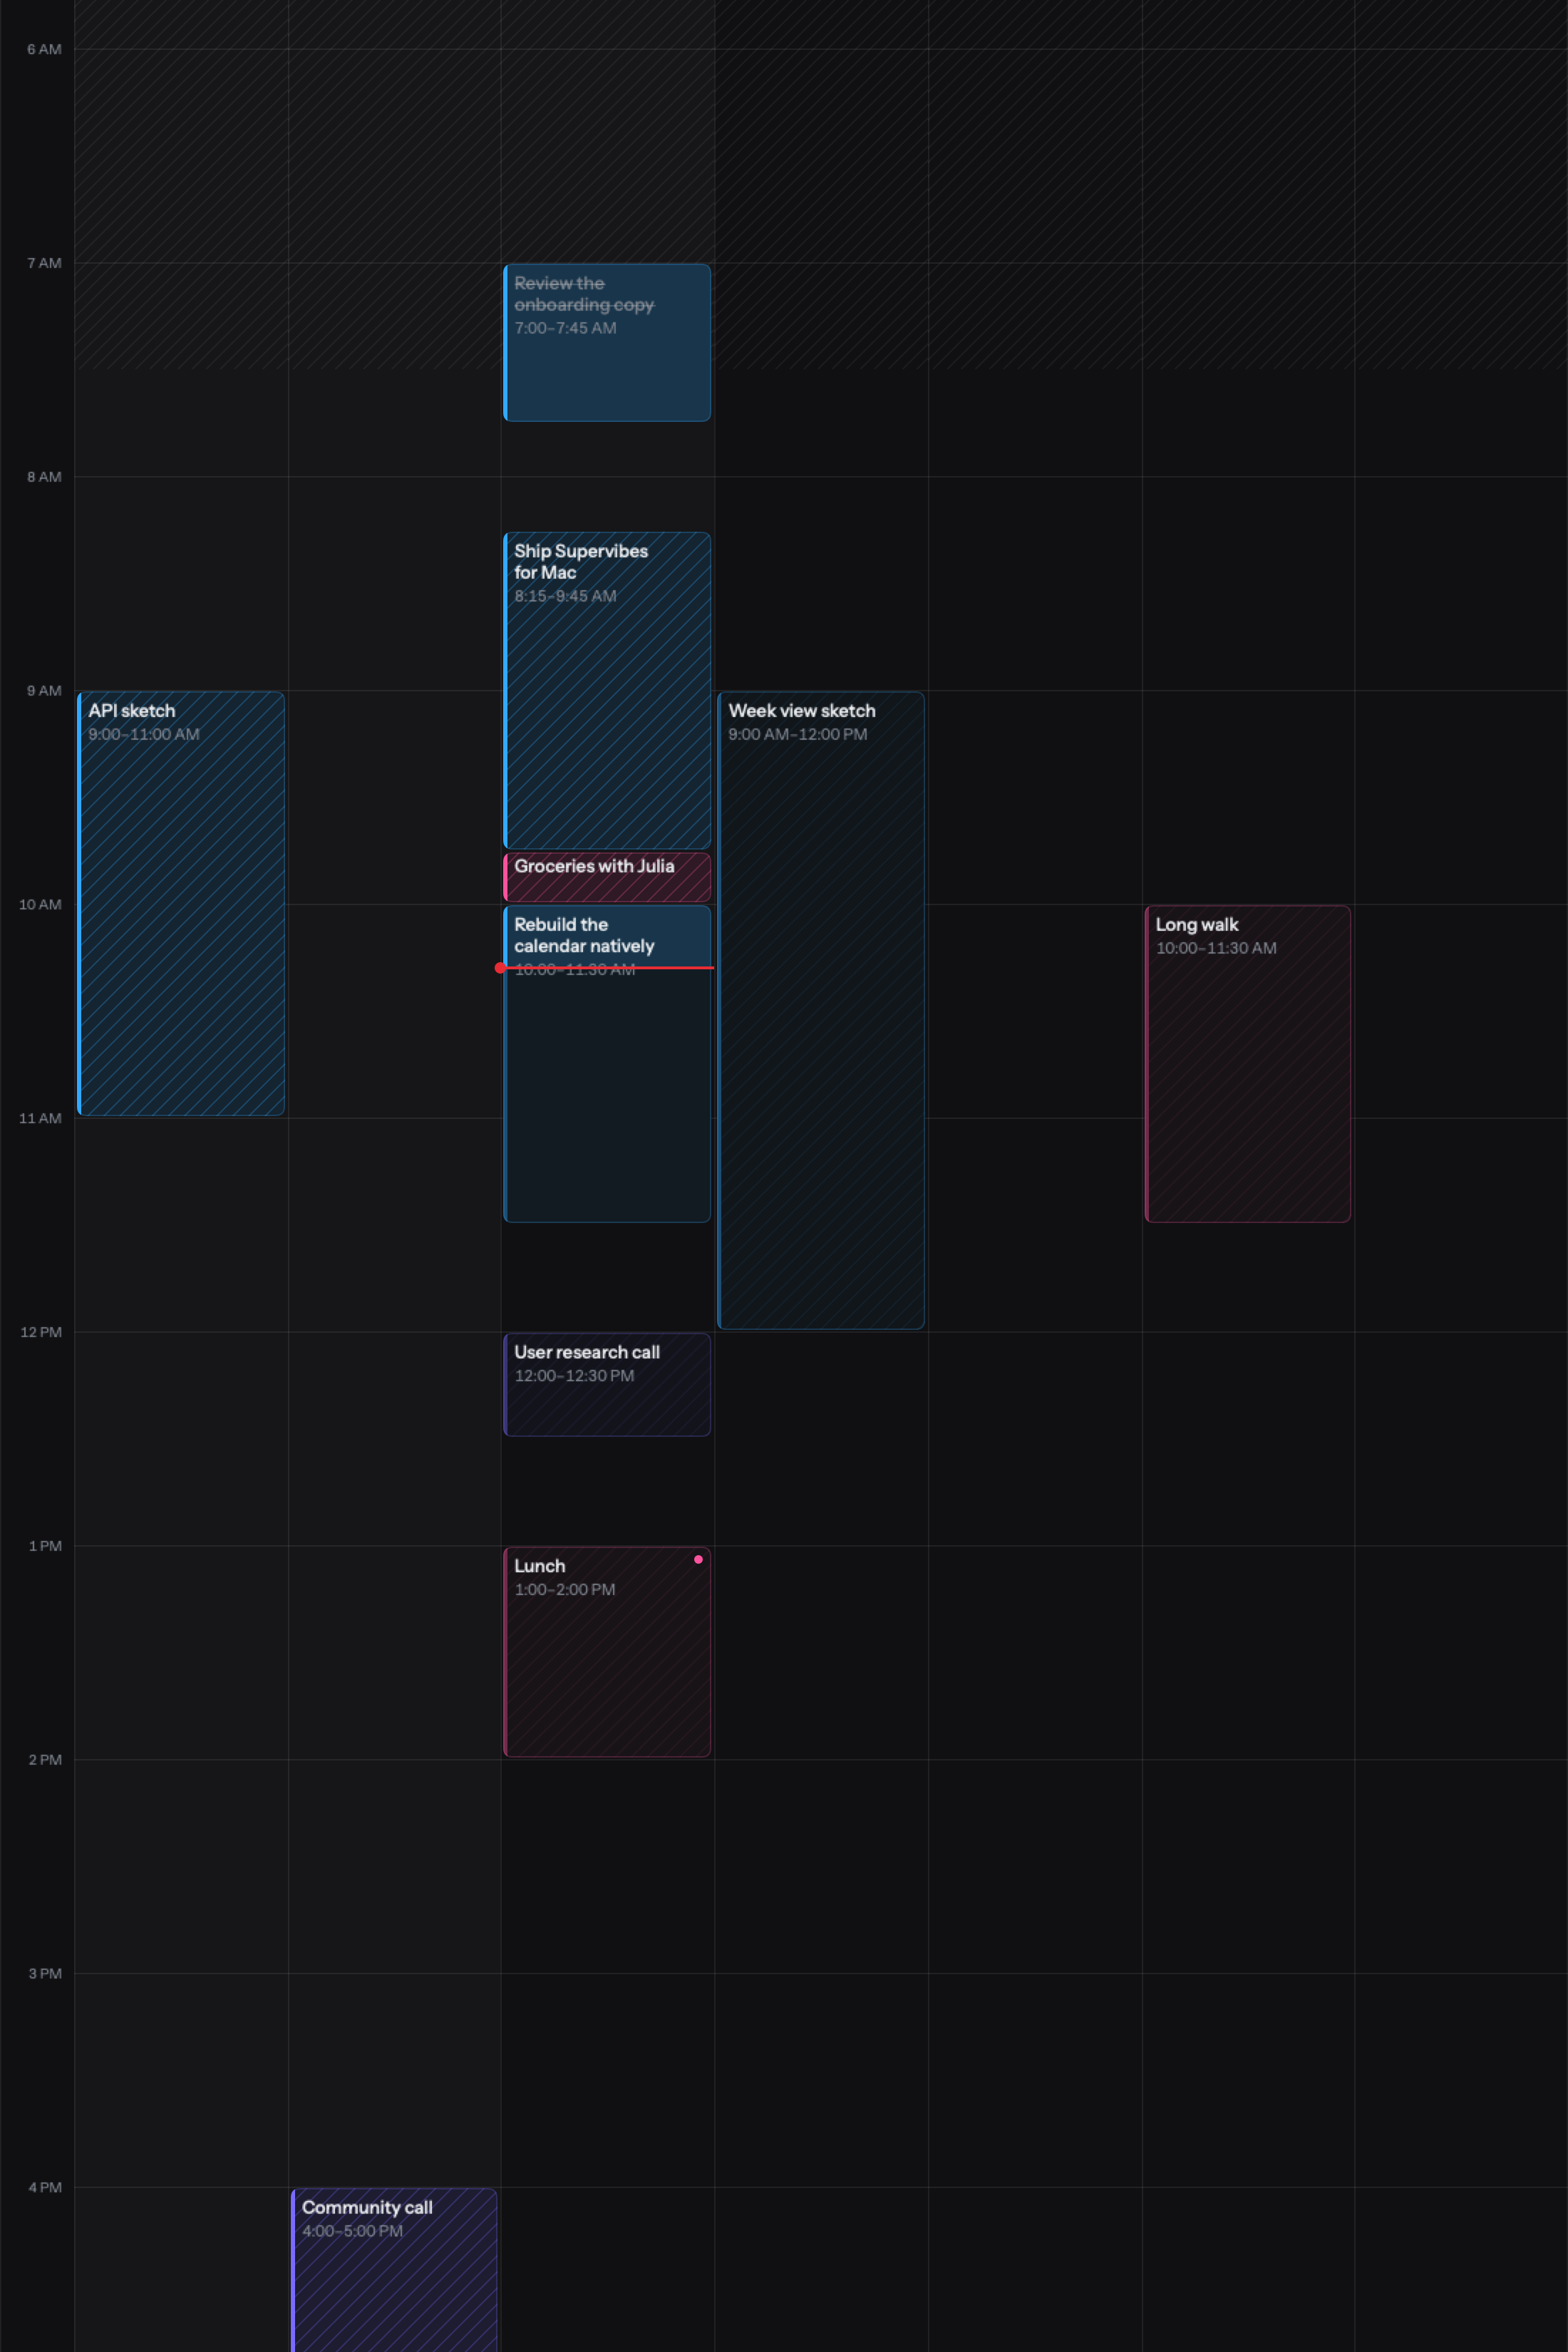 6 AM
7 AM
Review the
onboarding copy
7:00–7:45 AM
8 AM
Ship Supervibes
for Mac
8:15–9:45 AM
9 AM
API sketch
9:00–11:00 AM
Week view sketch
9:00 AM–12:00 PM
Groceries with Julia
10 AM
Rebuild the
calendar natively
10:00–11:30 AM
Long walk
10:00–11:30 AM
11 AM
12 PM
User research call
12:00–12:30 PM
1 PM
Lunch
1:00–2:00 PM
2 PM
3 PM
4 PM
Community call
4:00–5:00 PM